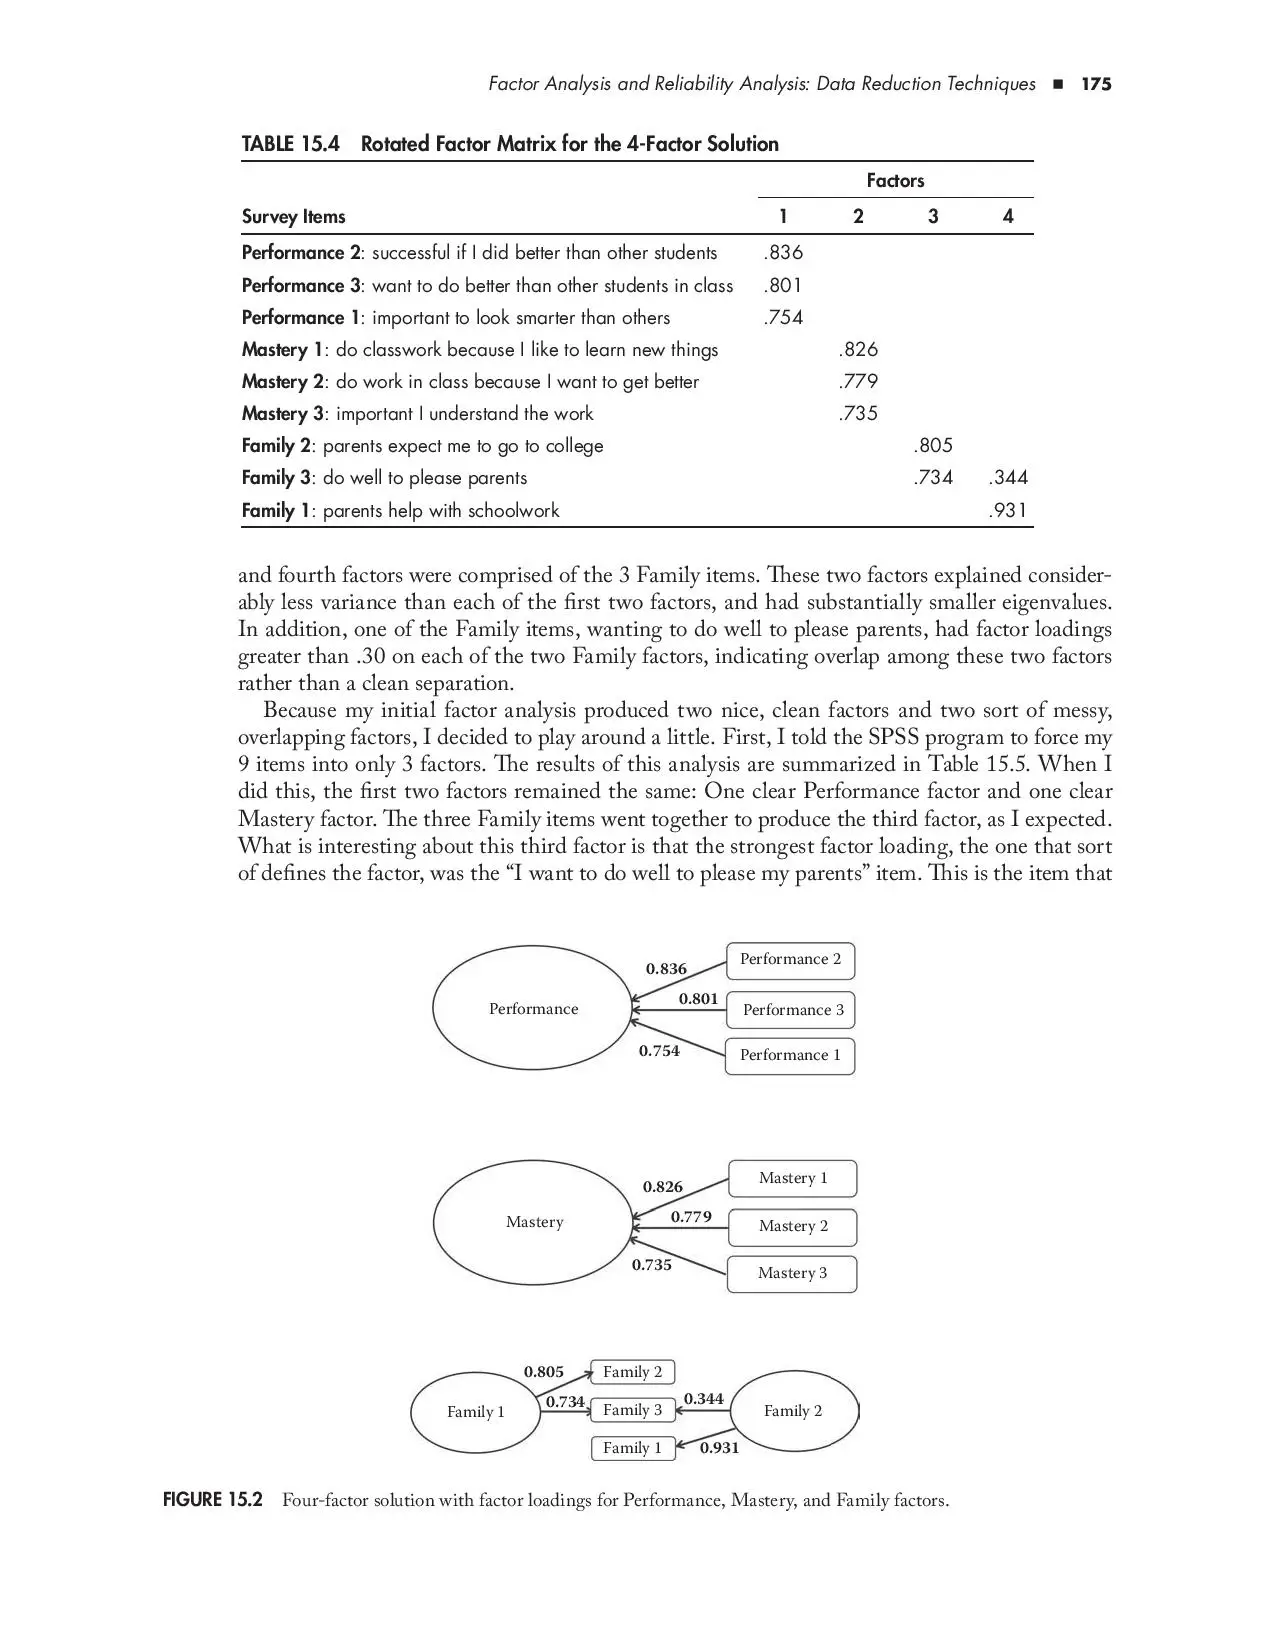 Factor Analysis and Reliability Analysis: Data Reduction Techniques ■ 175
TABLE 15.4 Rotated Factor Matrix for the 4-Factor Solution
Factors
Survey Items 1 2 3 4
Performance 2: successful if I did better than other students .836
Performance 3: want to do better than other students in class .801
Performance 1: important to look smarter than others .754
Mastery 1: do classwork because I like to learn new things .826
Mastery 2: do work in class because I want to get better .779
Mastery 3: important I understand the work .735
Family 2: parents expect me to go to college .805
Family 3: do well to please parents .734 .344
Family 1: parents help with schoolwork .931
and fourth factors were comprised of the 3 Family items. These two factors explained consider-
ably less variance than each of the first two factors, and had substantially smaller eigenvalues.
In addition, one of the Family items, wanting to do well to please parents, had factor loadings
greater than .30 on each of the two Family factors, indicating overlap among these two factors
rather than a clean separation.
Because my initial factor analysis produced two nice, clean factors and two sort of messy,
overlapping factors, I decided to play around a little. First, I told the SPSS program to force my
9 items into only 3 factors. The results of this analysis are summarized in Table 15.5. When I
did this, the first two factors remained the same: One clear Performance factor and one clear
Mastery factor. The three Family items went together to produce the third factor, as I expected.
What is interesting about this third factor is that the strongest factor loading, the one that sort
of defines the factor, was the “I want to do well to please my parents” item. This is the item that
Performance 2
0.836
0.801
Performance
Performance 3
0.754
Performance 1
Mastery 1
0.826
0.779
Mastery
Mastery 2
0.735
Mastery 3
0.805
Family 2
0.734
0.344
Family 1
Family 3
Family 2
Family 1
0.931
FIGURE 15.2 Four-factor solution with factor loadings for Performance, Mastery, and Family factors.